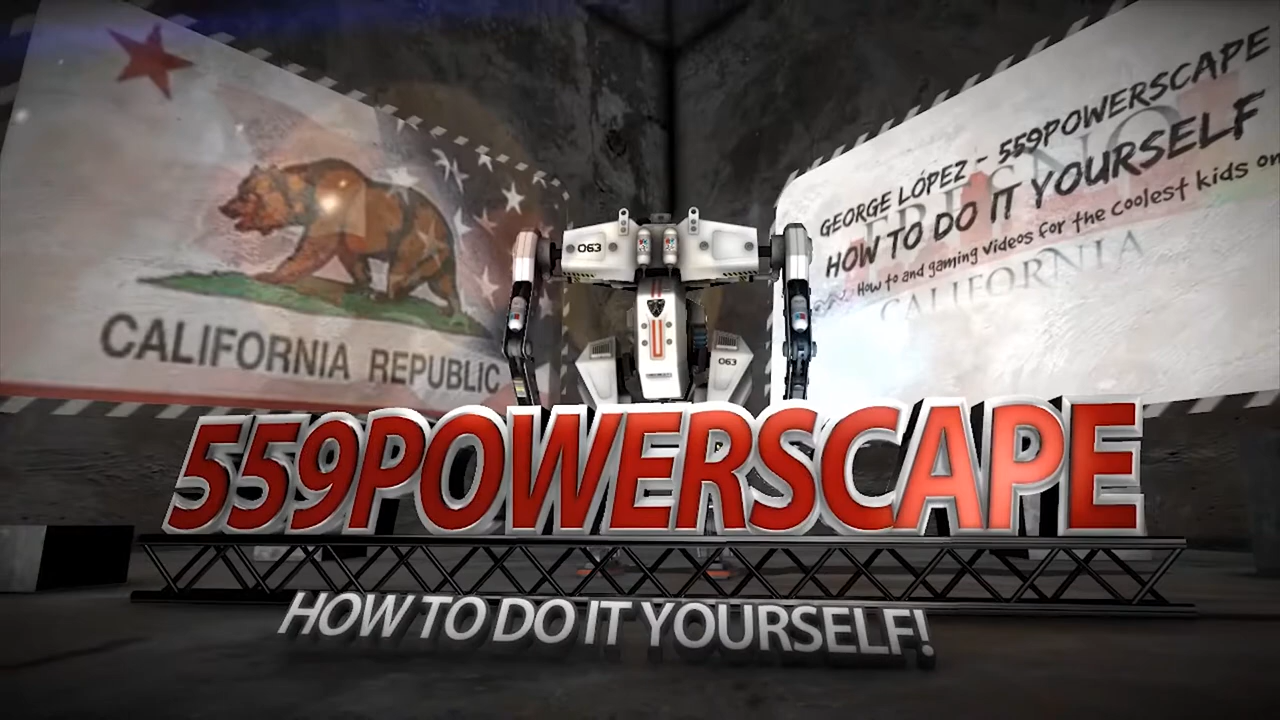 CALIFORNIA REPUBLIC
GEORGE LÓPEZ - 559POWERSCAPE
HOW TO DO IT YOURSELF
How to and gaming videos for the coolest kids on
FRESNO
CALIFORNIA
063
063
559POWERSCAPE
HOW TO DO IT YOURSELF!